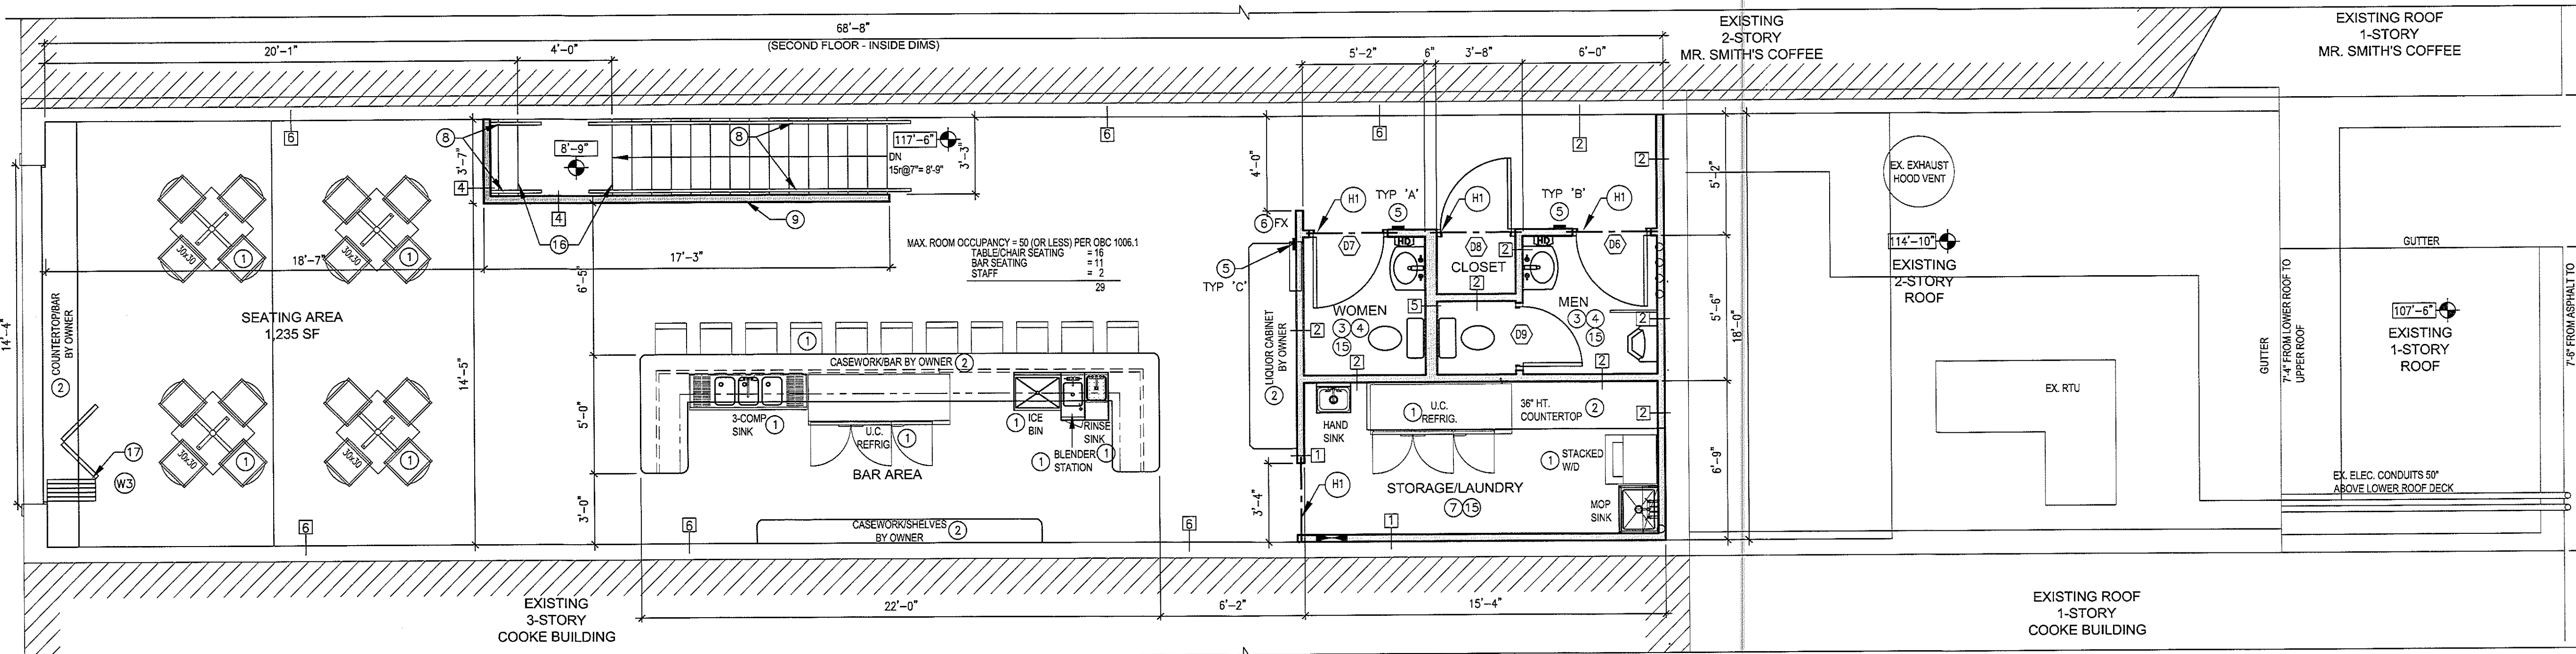 68'-8"
(SECOND FLOOR - INSIDE DIMS)
20'-1"
4'-0"
5'-2"
6"
3'-8"
6'-0"
EXISTING
2-STORY
MR. SMITH'S COFFEE
EXISTING ROOF
1-STORY
MR. SMITH'S COFFEE
6
8
3'-7"
8'-9"
8
117'-6"
DN
15r@7"= 8'-9"
3'-3"
4
4
16
9
6
6
2
2
4'-0"
5'-2"
TYP 'A'
5
H1
H1
TYP 'B'
5
H1
6 FX
5
TYP 'C'
D7
HD
D8
CLOSET
2
2
HD
D6
MAX. ROOM OCCUPANCY = 50 (OR LESS) PER OBC 1006.1
TABLE/CHAIR SEATING = 16
BAR SEATING = 11
STAFF = 2
29
18'-7"
17'-3"
6'-5"
30x30
1
30x30
1
SEATING AREA
1,235 SF
14'-4"
COUNTERTOP/BAR
BY OWNER
2
30x30
1
30x30
1
17
W3
14'-5"
5'-0"
3'-0"
1
CASEWORK/BAR BY OWNER 2
3-COMP
SINK
1
U.C.
REFRIG.
1
1
ICE
BIN
RINSE
SINK
1
1
BLENDER
STATION
BAR AREA
CASEWORK/SHELVES
BY OWNER
2
6
6
6
LIQUOR CABINET
BY OWNER
2
WOMEN
3
4
15
2
5
2
D9
MEN
3
4
15
2
2
5'-6"
18'-0"
HAND
SINK
1
U.C.
REFRIG.
36" HT.
COUNTERTOP
2
2
1
STACKED
W/D
STORAGE/LAUNDRY
7
15
MOP
SINK
1
H1
3'-4"
1
6'-9"
EX. EXHAUST
HOOD VENT
114'-10"
EXISTING
2-STORY
ROOF
EX. RTU
GUTTER
7'-4" FROM LOWER ROOF TO
UPPER ROOF
GUTTER
107'-6"
EXISTING
1-STORY
ROOF
7'-6" FROM ASPHALT TO
EX. ELEC. CONDUITS 50"
ABOVE LOWER ROOF DECK
EXISTING
3-STORY
COOKE BUILDING
22'-0"
6'-2"
15'-4"
EXISTING ROOF
1-STORY
COOKE BUILDING